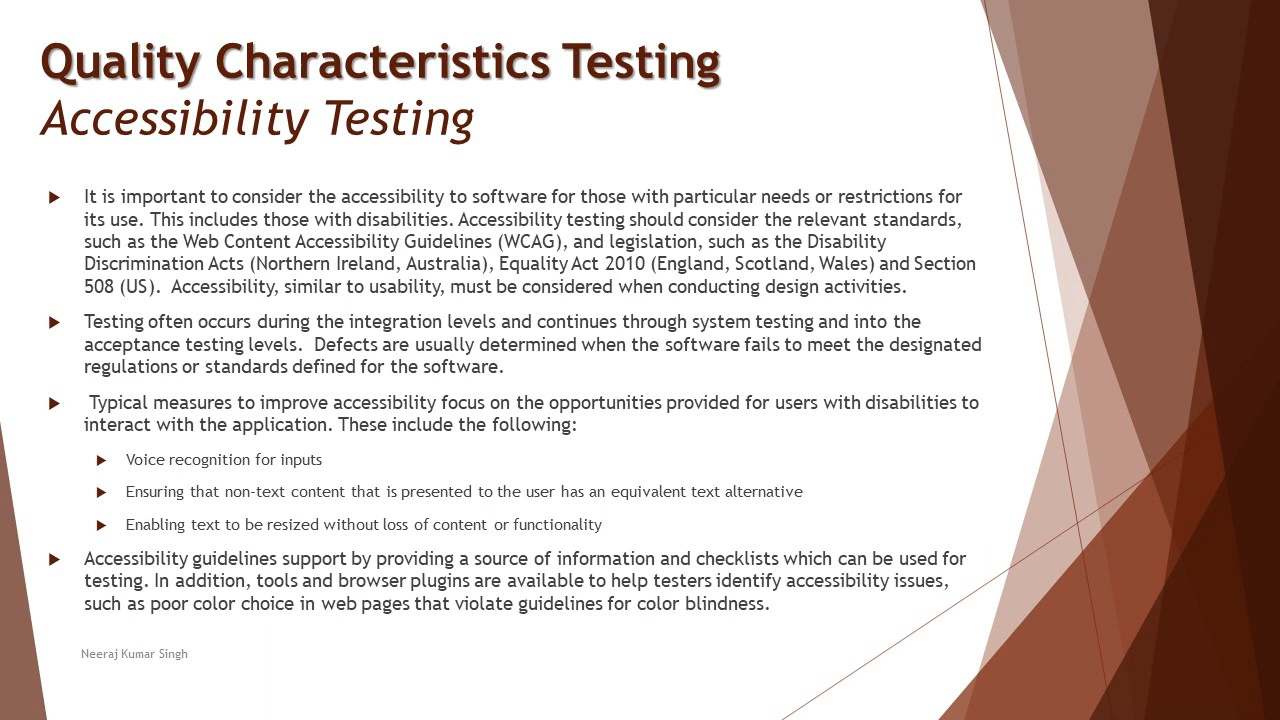 Quality Characteristics Testing
Accessibility Testing
It is important to consider the accessibility to software for those with particular needs or restrictions for
its use. This includes those with disabilities. Accessibility testing should consider the relevant standards,
such as the Web Content Accessibility Guidelines (WCAG), and legislation, such as the Disability
Discrimination Acts (Northern Ireland, Australia), Equality Act 2010 (England, Scotland, Wales) and Section
508 (US).  Accessibility, similar to usability, must be considered when conducting design activities.
Testing often occurs during the integration levels and continues through system testing and into the
acceptance testing levels.  Defects are usually determined when the software fails to meet the designated
regulations or standards defined for the software.
Typical measures to improve accessibility focus on the opportunities provided for users with disabilities to
interact with the application. These include the following:
Voice recognition for inputs
Ensuring that non-text content that is presented to the user has an equivalent text alternative
Enabling text to be resized without loss of content or functionality
Accessibility guidelines support by providing a source of information and checklists which can be used for
testing. In addition, tools and browser plugins are available to help testers identify accessibility issues,
such as poor color choice in web pages that violate guidelines for color blindness.
Neeraj Kumar Singh